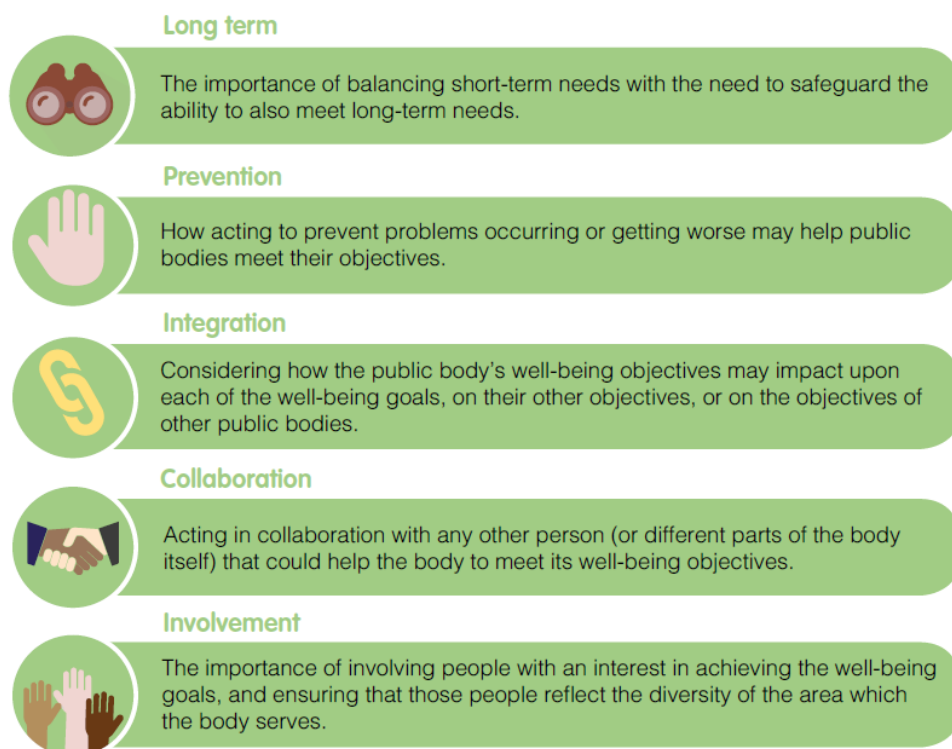 Long term
The importance of balancing short-term needs with the need to safeguard the
ability to also meet long-term needs.
Prevention
How acting to prevent problems occurring or getting worse may help public
bodies meet their objectives.
Integration
Considering how the public body's well-being objectives may impact upon
each of the well-being goals, on their other objectives, or on the objectives of
other public bodies.
Collaboration
Acting in collaboration with any other person (or different parts of the body
itself) that could help the body to meet its well-being objectives.
Involvement
The importance of involving people with an interest in achieving the well-being
goals, and ensuring that those people reflect the diversity of the area which
the body serves.